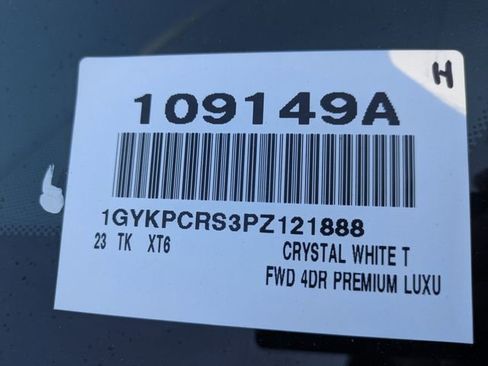 H
109149A
1GYKPCRS3PZ121888
23 TK XT6 CRYSTAL WHITE T
FWD 4DR PREMIUM LUXU